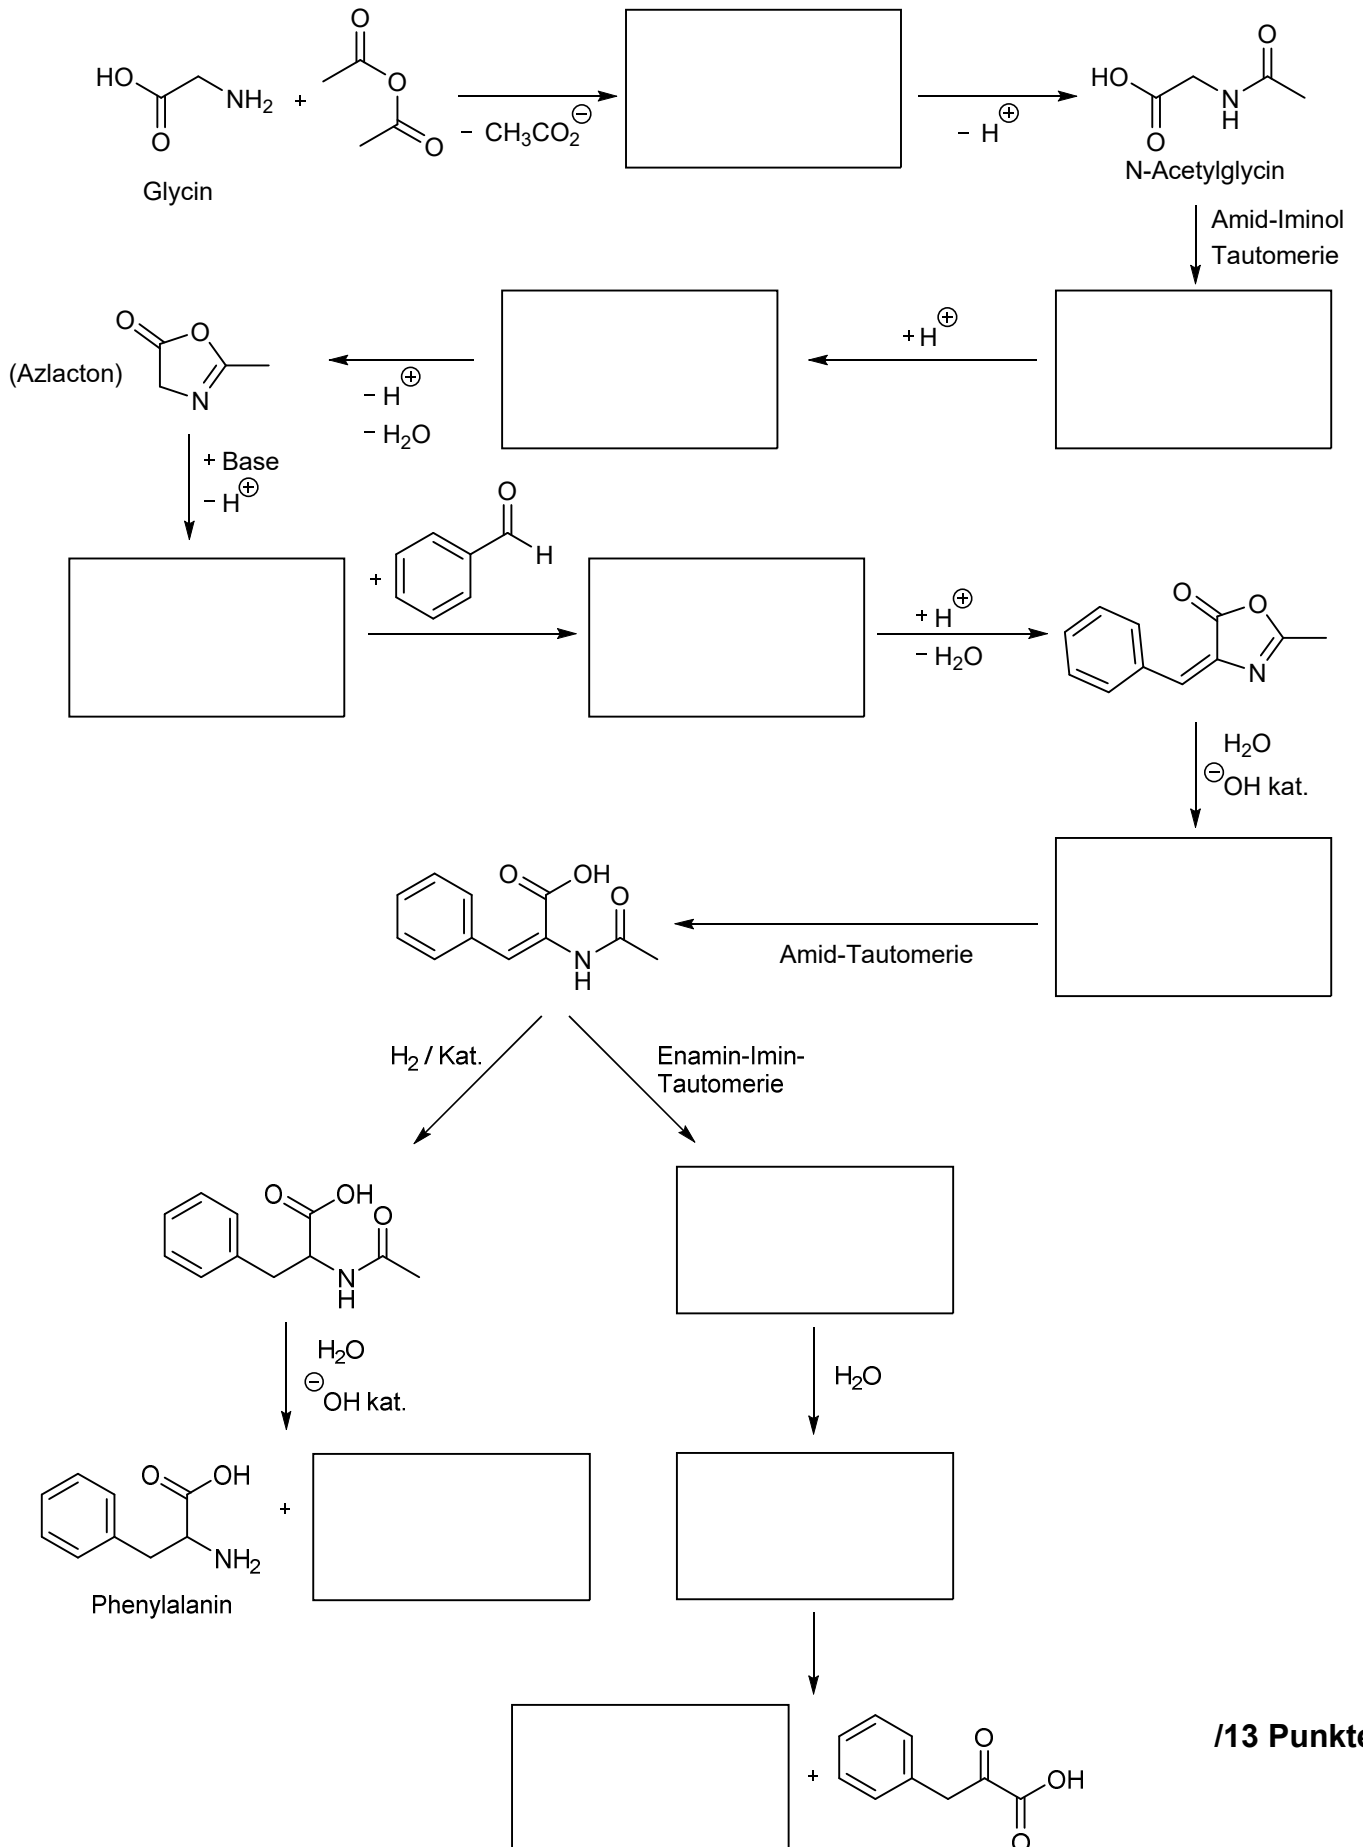 HO
O
NH2
Glycin
+
O
O
O
– CH3CO2⊖
– H⊕
HO
O
N
H
O
N-Acetylglycin
Amid-Iminol
Tautomerie
+ H⊕
– H⊕
– H2O
O
O
N
(Azlacton)
+ Base
– H⊕
+
O
H
+ H⊕
– H2O
O
O
N
H2O
⊖OH kat.
Amid-Tautomerie
O
OH
O
N
H
H2 / Kat.
Enamin-Imin-
Tautomerie
O
OH
O
N
H
H2O
⊖OH kat.
H2O
O
OH
NH2
+
Phenylalanin
+
O
OH
O
/13 Punkte